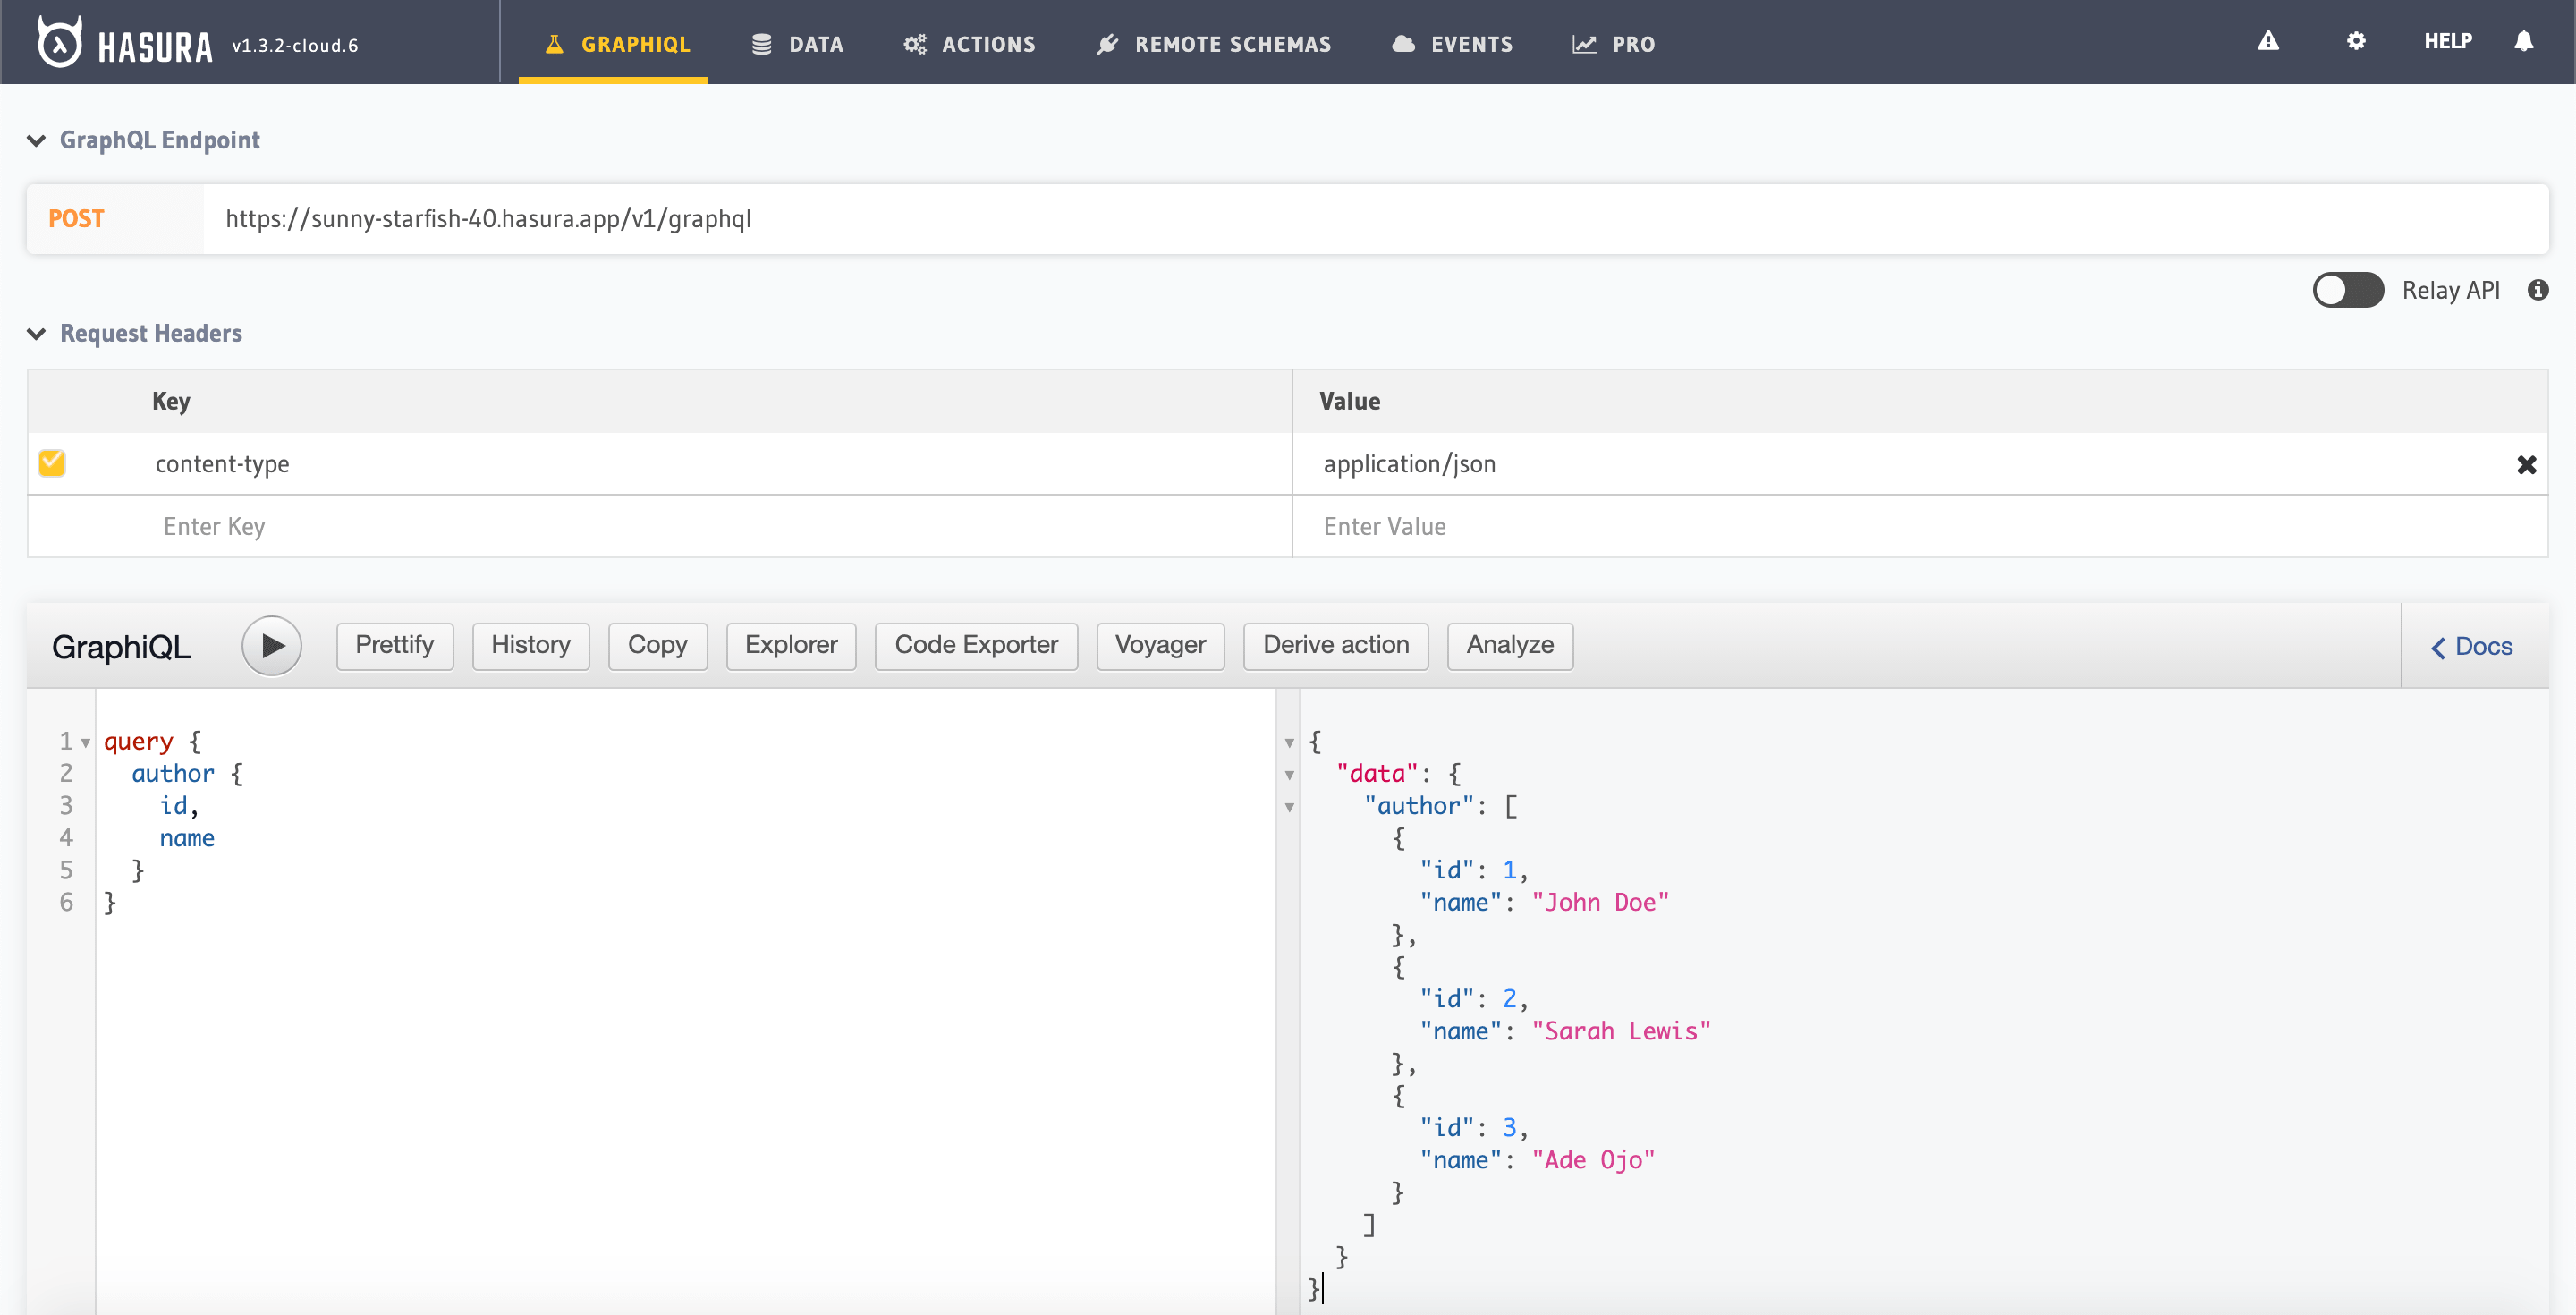 HASURA v1.3.2-cloud.6 GRAPHIQL DATA ACTIONS REMOTE SCHEMAS EVENTS PRO HELP
GraphQL Endpoint
POST https://sunny-starfish-40.hasura.app/v1/graphql
Relay API
Request Headers
Key Value
content-type application/json
Enter Key Enter Value
GraphiQL Prettify History Copy Explorer Code Exporter Voyager Derive action Analyze Docs
1 query {
2 author {
3 id,
4 name
5 }
6 }
{
"data": {
"author": [
{
"id": 1,
"name": "John Doe"
},
{
"id": 2,
"name": "Sarah Lewis"
},
{
"id": 3,
"name": "Ade Ojo"
}
]
}
}